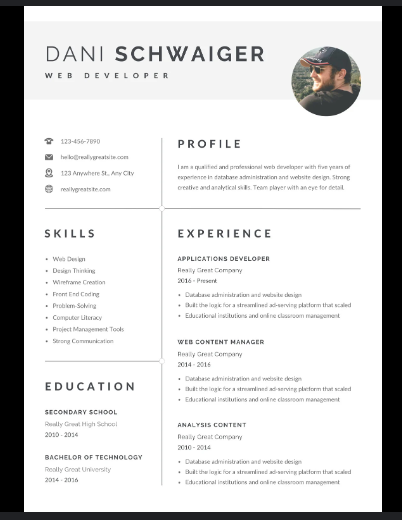 DANI SCHWAIGER
WEB DEVELOPER
123-456-7890
hello@reallygreatsite.com
123 Anywhere St., Any City
reallygreatsite.com
PROFILE
I am a qualified and professional web developer with five years of
experience in database administration and website design. Strong
creative and analytical skills. Team player with an eye for detail.
SKILLS
• Web Design
• Design Thinking
• Wireframe Creation
• Front End Coding
• Problem-Solving
• Computer Literacy
• Project Management Tools
• Strong Communication
EDUCATION
SECONDARY SCHOOL
Really Great High School
2010 - 2014
BACHELOR OF TECHNOLOGY
Really Great University
2014 - 2016
EXPERIENCE
APPLICATIONS DEVELOPER
Really Great Company
2016 - Present
• Database administration and website design
• Built the logic for a streamlined ad-serving platform that scaled
• Educational institutions and online classroom management
WEB CONTENT MANAGER
Really Great Company
2014 - 2016
• Database administration and website design
• Built the logic for a streamlined ad-serving platform that scaled
• Educational institutions and online classroom management
ANALYSIS CONTENT
Really Great Company
2010 - 2014
• Database administration and website design
• Built the logic for a streamlined ad-serving platform that scaled
• Educational institutions and online classroom management